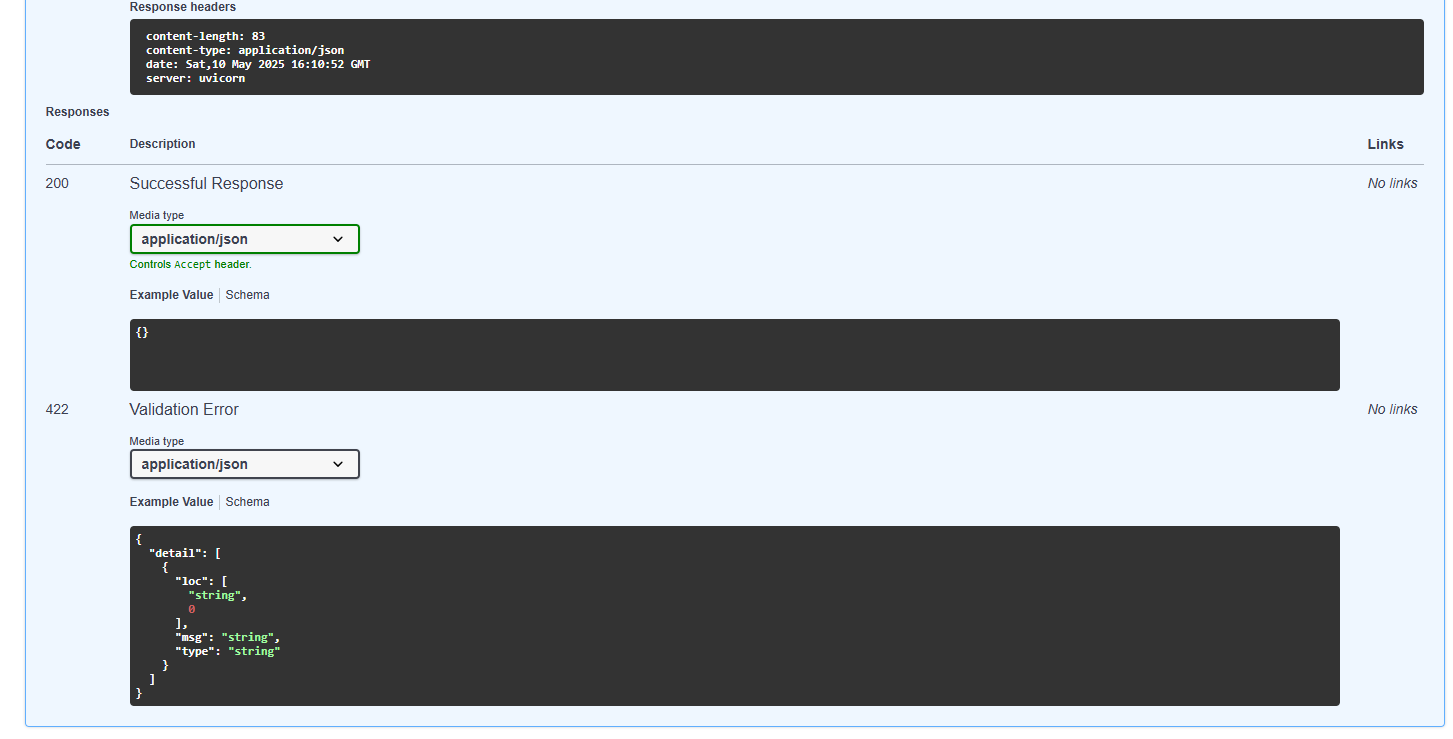 Response headers
content-length: 83
content-type: application/json
date: Sat,10 May 2025 16:10:52 GMT
server: uvicorn
Responses
Code Description Links
200 Successful Response No links
Media type
application/json
Controls Accept header.
Example Value Schema
{}
422 Validation Error No links
Media type
application/json
Example Value Schema
{
  "detail": [
    {
      "loc": [
        "string",
        0
      ],
      "msg": "string",
      "type": "string"
    }
  ]
}